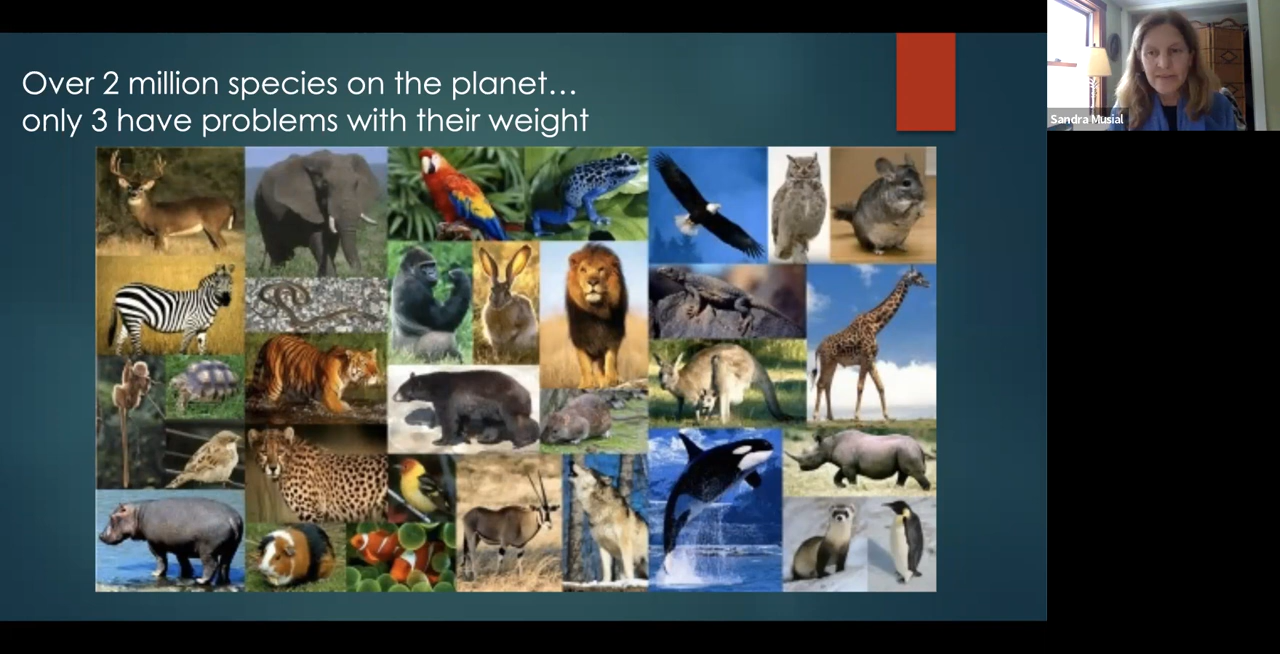 Over 2 million species on the planet...
only 3 have problems with their weight
Sandra Musial